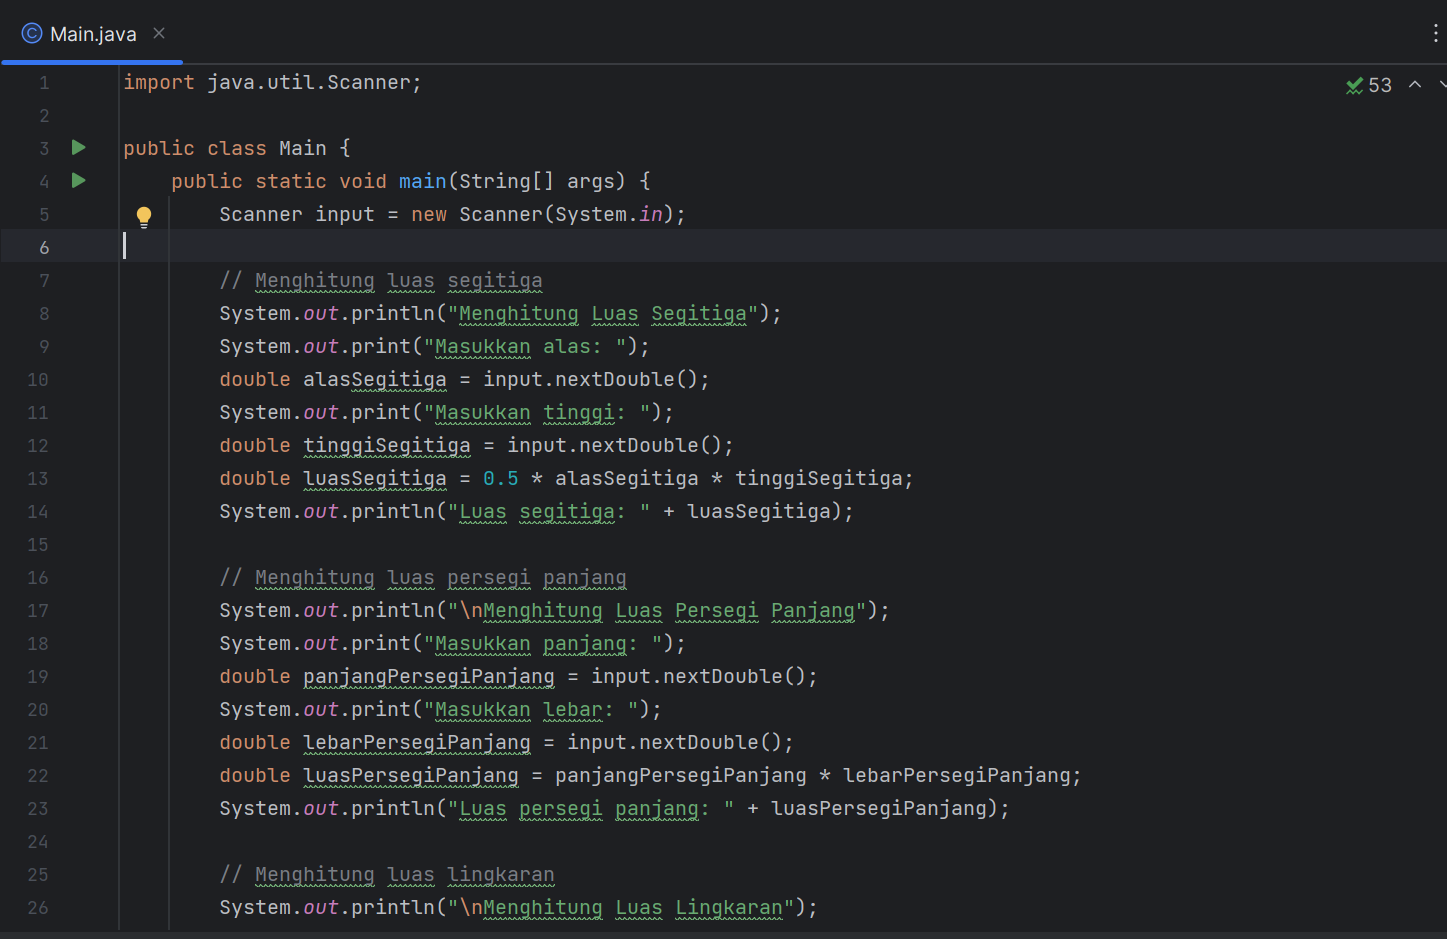 Main.java
53
1 import java.util.Scanner;
2
3 public class Main {
4     public static void main(String[] args) {
5         Scanner input = new Scanner(System.in);
6
7         // Menghitung luas segitiga
8         System.out.println("Menghitung Luas Segitiga");
9         System.out.print("Masukkan alas: ");
10         double alasSegitiga = input.nextDouble();
11         System.out.print("Masukkan tinggi: ");
12         double tinggiSegitiga = input.nextDouble();
13         double luasSegitiga = 0.5 * alasSegitiga * tinggiSegitiga;
14         System.out.println("Luas segitiga: " + luasSegitiga);
15
16         // Menghitung luas persegi panjang
17         System.out.println("\nMenghitung Luas Persegi Panjang");
18         System.out.print("Masukkan panjang: ");
19         double panjangPersegiPanjang = input.nextDouble();
20         System.out.print("Masukkan lebar: ");
21         double lebarPersegiPanjang = input.nextDouble();
22         double luasPersegiPanjang = panjangPersegiPanjang * lebarPersegiPanjang;
23         System.out.println("Luas persegi panjang: " + luasPersegiPanjang);
24
25         // Menghitung luas lingkaran
26         System.out.println("\nMenghitung Luas Lingkaran");